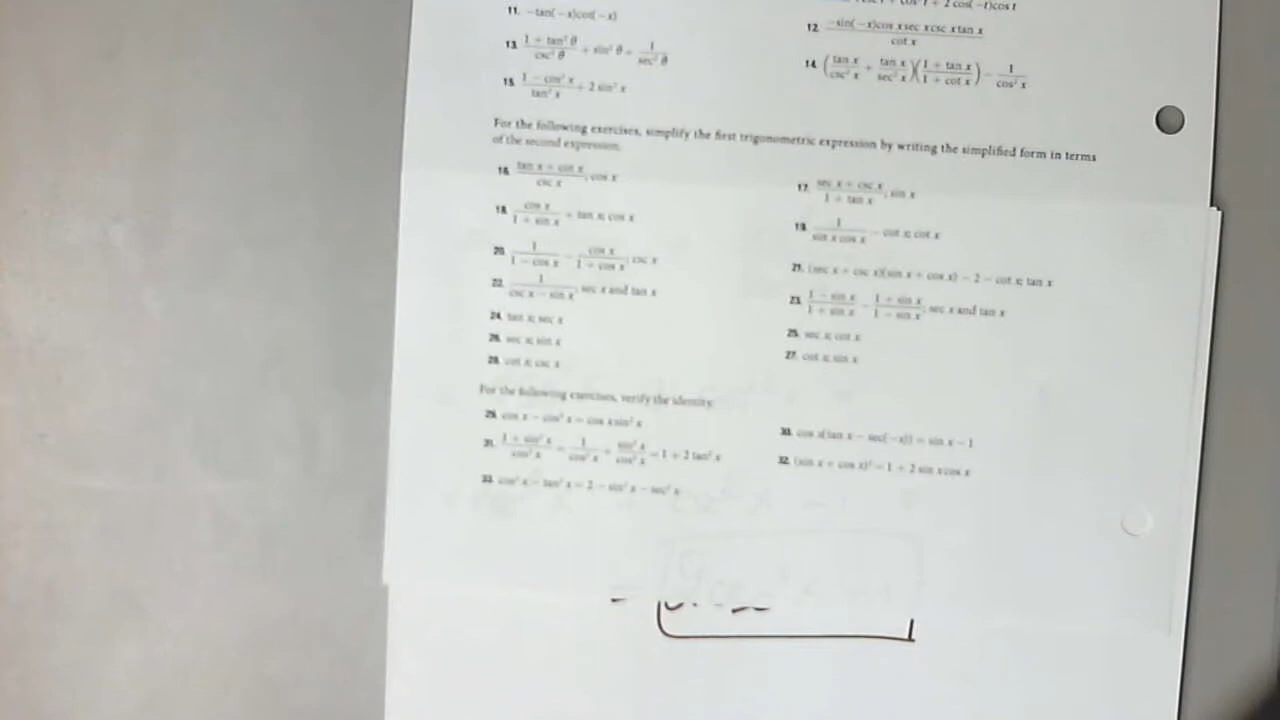 cos(−t)cos t
11. −tan(−x)cot(−x)
12. −sin(−x)cos x sec x csc x tan x / cot x
13. 1 + tan² θ / csc² θ + sin² θ + 1 / sec² θ
14. (tan x / csc² x + tan x / sec² x)(1 + tan x / 1 + cot x) − 1 / cos² x
15. 1 − cos² x / tan² x + 2 sin² x
For the following exercises, simplify the first trigonometric expression by writing the simplified form in terms
of the second expression.
16. tan x + cot x / csc x; cos x
17. sec x + csc x / 1 + tan x; sin x
18. cos x / 1 + sin x + tan x; cos x
19. 1 / sin x cos x − cot x; cot x
20. 1 / 1 − cos x − cos x / 1 + cos x; csc x
21. (sec x + csc x)(sin x + cos x) − 2 − cot x; tan x
22. 1 / csc x − sin x; sec x and tan x
23. 1 − sin x / 1 + sin x − 1 + sin x / 1 − sin x; sec x and tan x
24. tan x; sec x
25. sec x; cot x
26. sec x; sin x
27. cot x; sin x
28. cot x; csc x
For the following exercises, verify the identity.
29. cos x − cos³ x = cos x sin² x
30. cos x(tan x − sec(−x)) = sin x − 1
31. 1 + sin² x / cos² x = 1 / cos² x + sin² x / cos² x = 1 + 2 tan² x
32. (sin x + cos x)² = 1 + 2 sin x cos x
33. cos² x − tan² x = 2 − sin² x − sec² x